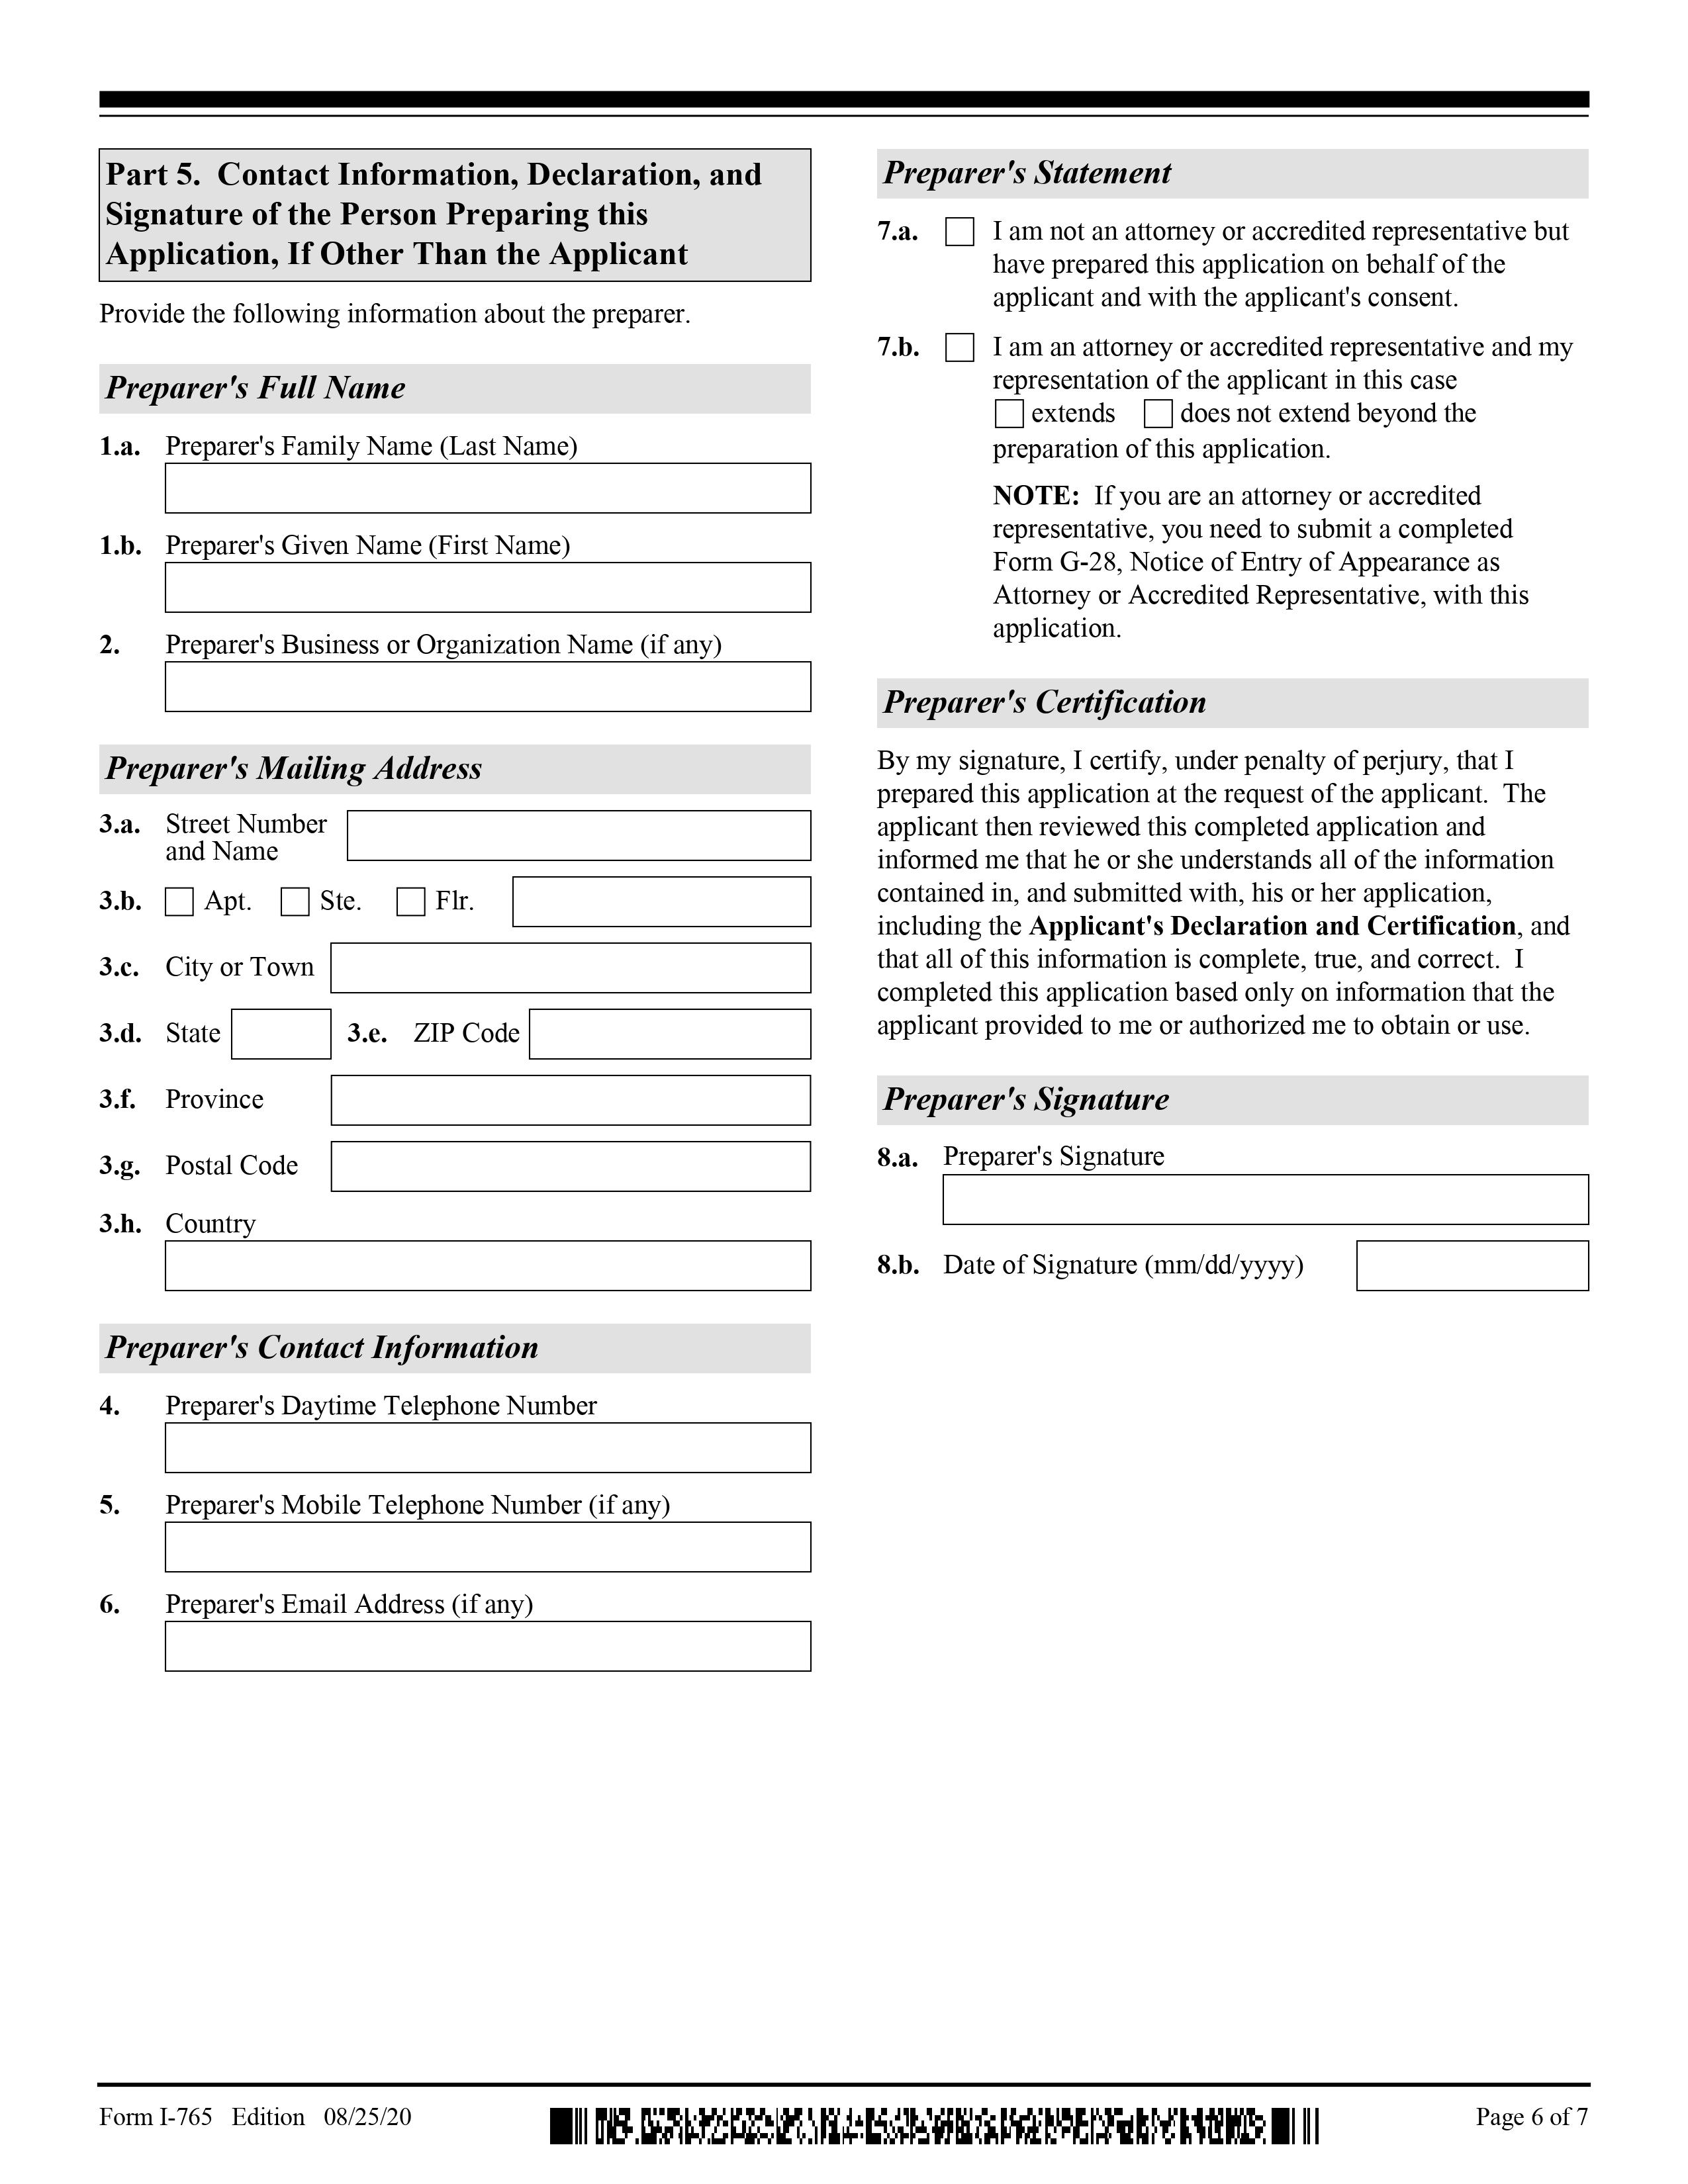 Part 5.  Contact Information, Declaration, and
Signature of the Person Preparing this
Application, If Other Than the Applicant
Provide the following information about the preparer.
Preparer's Full Name
1.a. Preparer's Family Name (Last Name)
1.b. Preparer's Given Name (First Name)
2. Preparer's Business or Organization Name (if any)
Preparer's Mailing Address
3.a. Street Number
and Name
3.b. Apt. Ste. Flr.
3.c. City or Town
3.d. State 3.e. ZIP Code
3.f. Province
3.g. Postal Code
3.h. Country
Preparer's Contact Information
4. Preparer's Daytime Telephone Number
5. Preparer's Mobile Telephone Number (if any)
6. Preparer's Email Address (if any)
Preparer's Statement
7.a. I am not an attorney or accredited representative but
have prepared this application on behalf of the
applicant and with the applicant's consent.
7.b. I am an attorney or accredited representative and my
representation of the applicant in this case
extends does not extend beyond the
preparation of this application.
NOTE:  If you are an attorney or accredited
representative, you need to submit a completed
Form G-28, Notice of Entry of Appearance as
Attorney or Accredited Representative, with this
application.
Preparer's Certification
By my signature, I certify, under penalty of perjury, that I
prepared this application at the request of the applicant.  The
applicant then reviewed this completed application and
informed me that he or she understands all of the information
contained in, and submitted with, his or her application,
including the Applicant's Declaration and Certification, and
that all of this information is complete, true, and correct.  I
completed this application based only on information that the
applicant provided to me or authorized me to obtain or use.
Preparer's Signature
8.a. Preparer's Signature
8.b. Date of Signature (mm/dd/yyyy)
Form I-765   Edition   08/25/20
Page 6 of 7